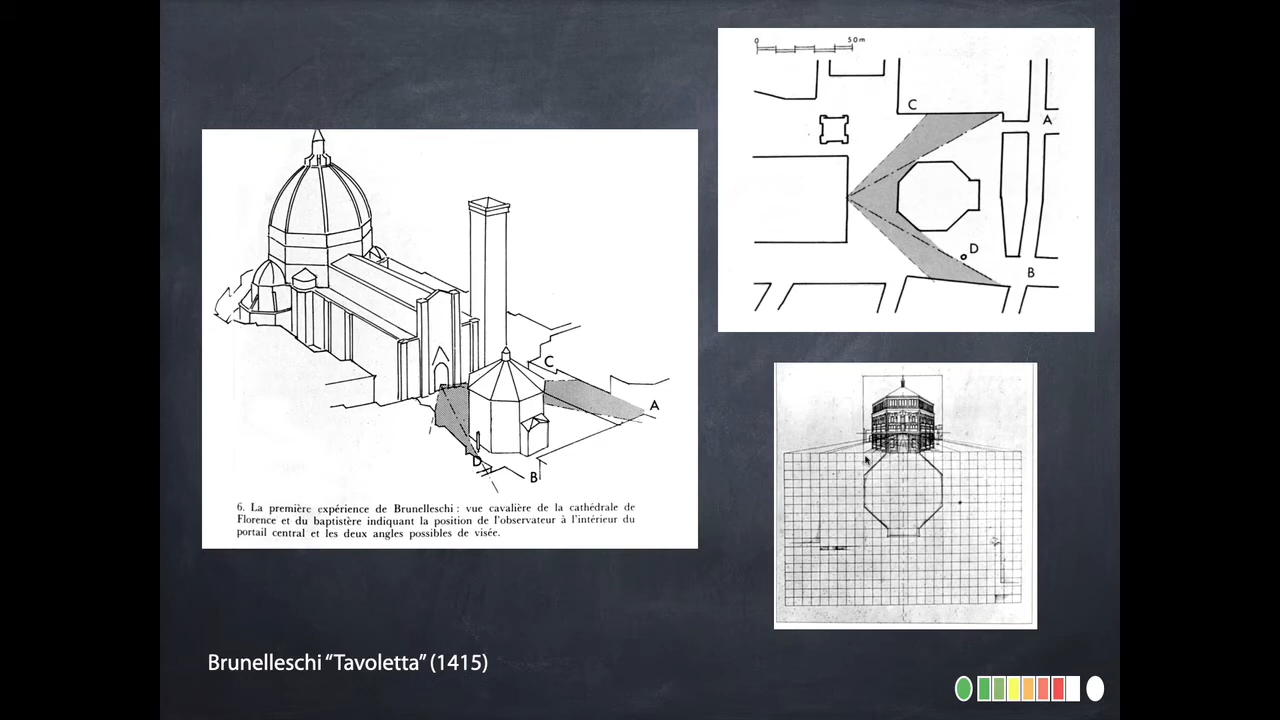 C
A
D
B
6. La première expérience de Brunelleschi : vue cavalière de la cathédrale de
Florence et du baptistère indiquant la position de l'observateur à l'intérieur du
portail central et les deux angles possibles de visée.
0 50 m
C
A
D
B
Brunelleschi “Tavoletta” (1415)